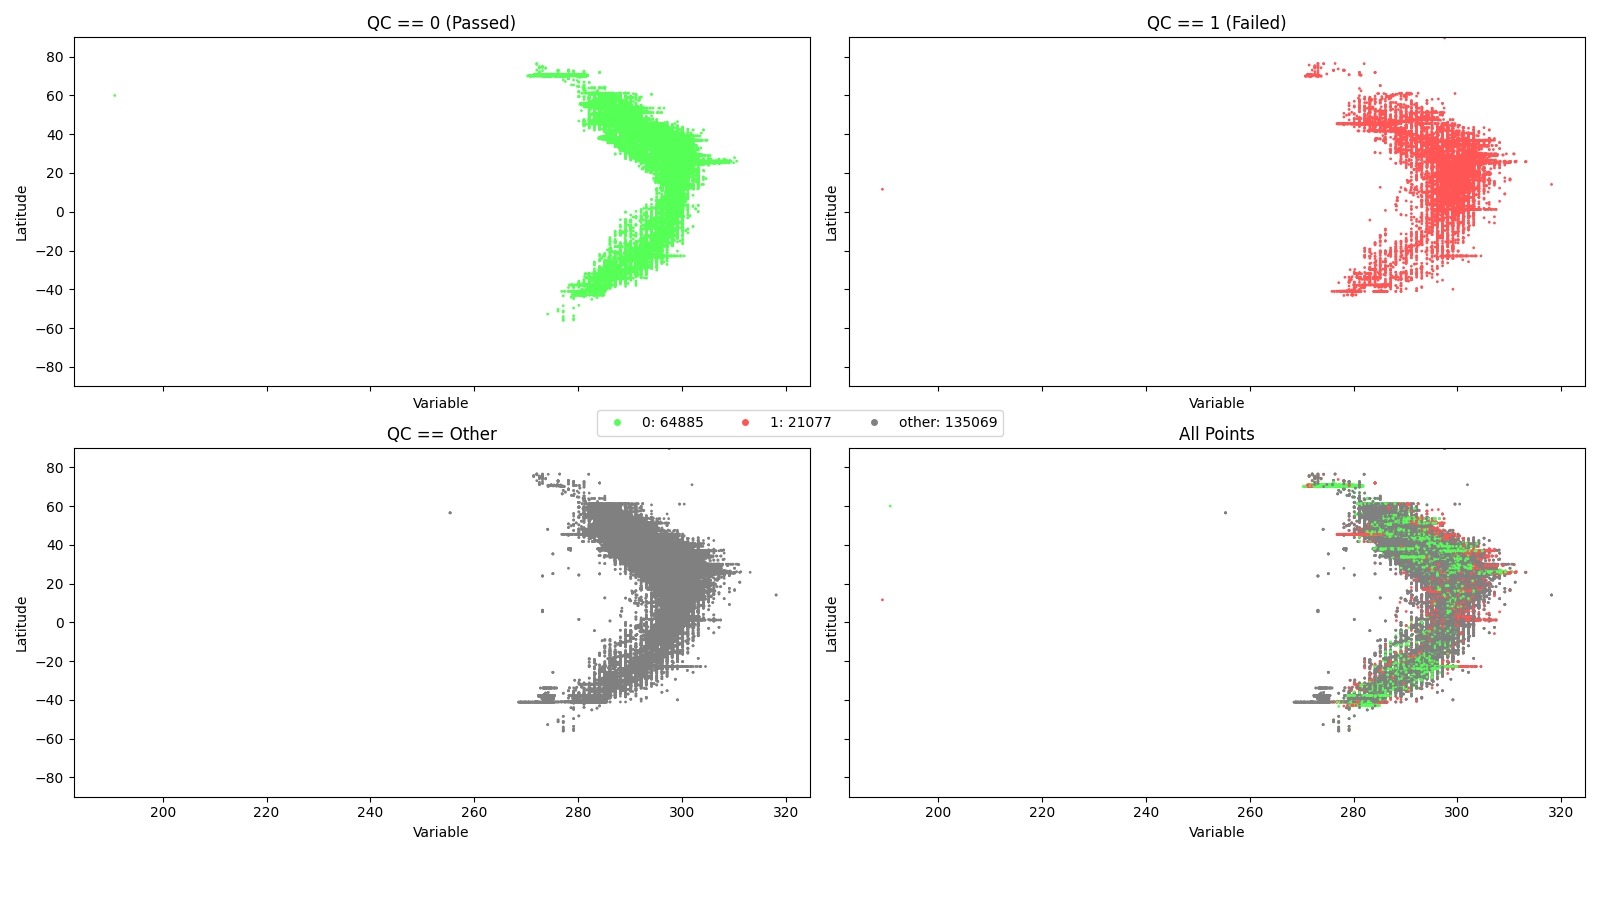 QC == 0 (Passed)
QC == 1 (Failed)
80
60
40
20
0
−20
−40
−60
−80
Latitude
Latitude
Variable
Variable
0: 64885
1: 21077
other: 135069
QC == Other
All Points
80
60
40
20
0
−20
−40
−60
−80
Latitude
Latitude
200
220
240
260
280
300
320
200
220
240
260
280
300
320
Variable
Variable